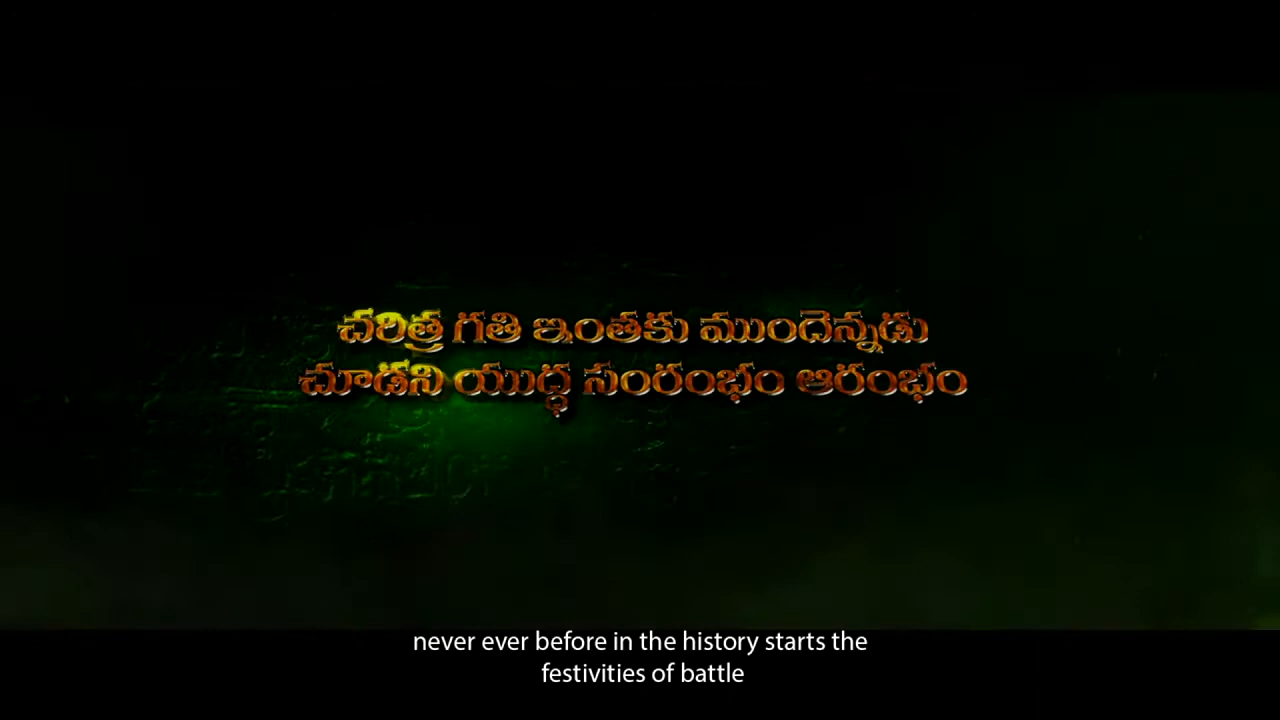 చరిత్ర గతి ఇంతకు ముందెన్నడు
చూడని యుద్ధ సంరంభం ఆరంభం
never ever before in the history starts the
festivities of battle